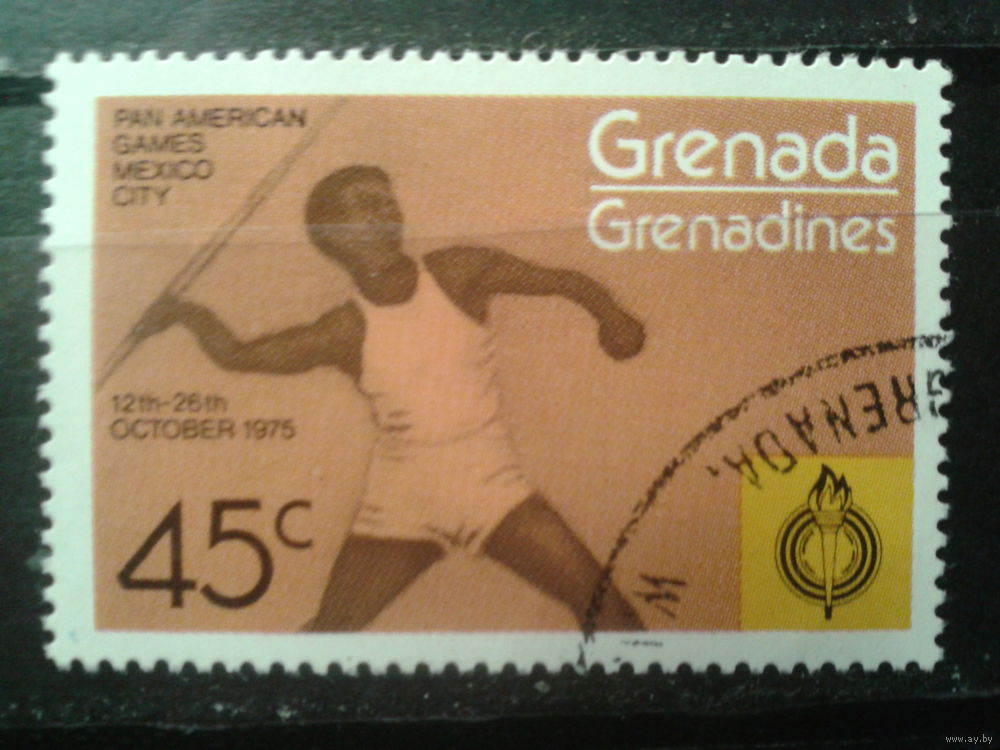 PAN AMERICAN
GAMES
MEXICO
CITY
Grenada
Grenadines
12th-26th
OCTOBER 1975
45c
GRENADA.
www.ay.by